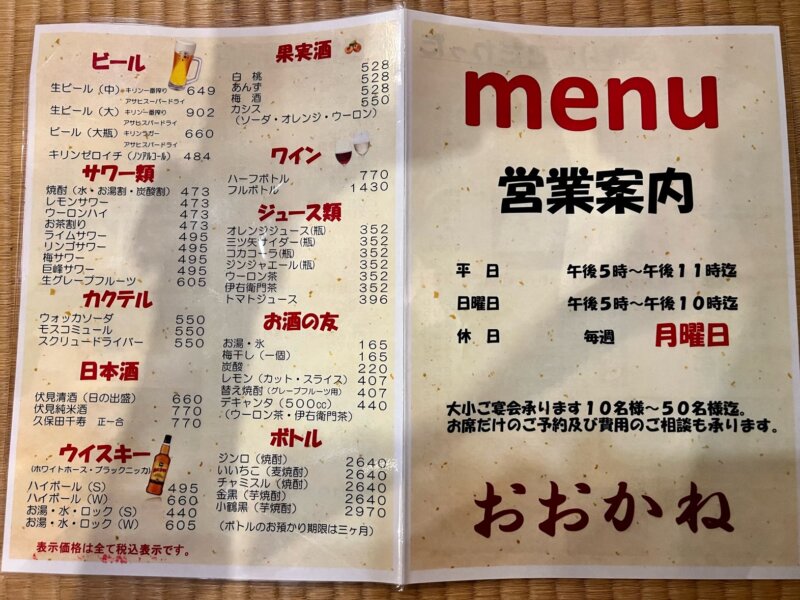 ビール
生ビール（中）キリン一番搾り 649
アサヒスーパードライ
生ビール（大）キリン一番搾り 902
アサヒスーパードライ
ビール（大瓶）キリンラガー 660
アサヒスーパードライ
キリンゼロイチ（ﾉﾝｱﾙｺｰﾙ） 484
サワー類
焼酎（水・お湯割・炭酸割） 473
レモンサワー 473
ウーロンハイ 473
お茶割り 473
ライムサワー 495
リンゴサワー 495
梅サワー 495
巨峰サワー 495
生グレープフルーツ 605
カクテル
ウォッカソーダ 550
モスコミュール 550
スクリュードライバー 550
日本酒
伏見清酒（日の出盛） 660
伏見純米酒 770
久保田千寿 正一合 770
ウイスキー
(ホワイトホース・ブラックニッカ)
ハイボール（S） 495
ハイボール（W） 660
お湯・水・ロック（S） 440
お湯・水・ロック（W） 605
表示価格は全て税込表示です。
果実酒
白桃 528
あんず 528
梅酒 528
カシス 550
（ソーダ・オレンジ・ウーロン）
ワイン
ハーフボトル 770
フルボトル 1430
ジュース類
オレンジジュース(瓶) 352
三ツ矢サイダー(瓶) 352
コカコーラ(瓶) 352
ジンジャエール(瓶) 352
ウーロン茶 352
伊右衛門茶 352
トマトジュース 396
お酒の友
お湯・氷 165
梅干し（一個） 165
炭酸 220
レモン（カット・スライス） 407
替え焼酎（グレープフルーツ用） 407
デキャンタ（500cc） 440
（ウーロン茶・伊右衛門茶）
ボトル
ジンロ（焼酎） 2640
いいちこ（麦焼酎） 2640
チャミスル（焼酎） 2640
金黒（芋焼酎） 2640
小鶴黒（芋焼酎） 2970
（ボトルのお預かり期限は三ヶ月）
menu
営業案内
平日 午後5時～午後11時迄
日曜日 午後5時～午後10時迄
休日 毎週 月曜日
大小ご宴会承ります10名様～50名様迄。
お席だけのご予約及び費用のご相談も承ります。
おおかね